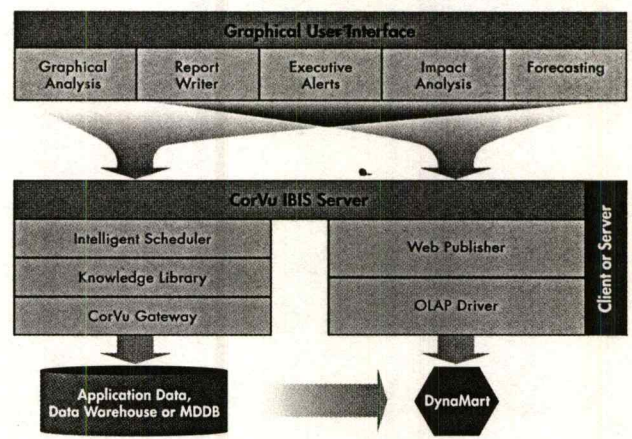 Graphical User Interface
Graphical
Analysis
Report
Writer
Executive
Alerts
Impact
Analysis
Forecasting
CorVu IBIS Server
Client or Server
Intelligent Scheduler
Knowledge Library
CorVu Gateway
Web Publisher
OLAP Driver
Application Data,
Data Warehouse or MDDB
DynaMart